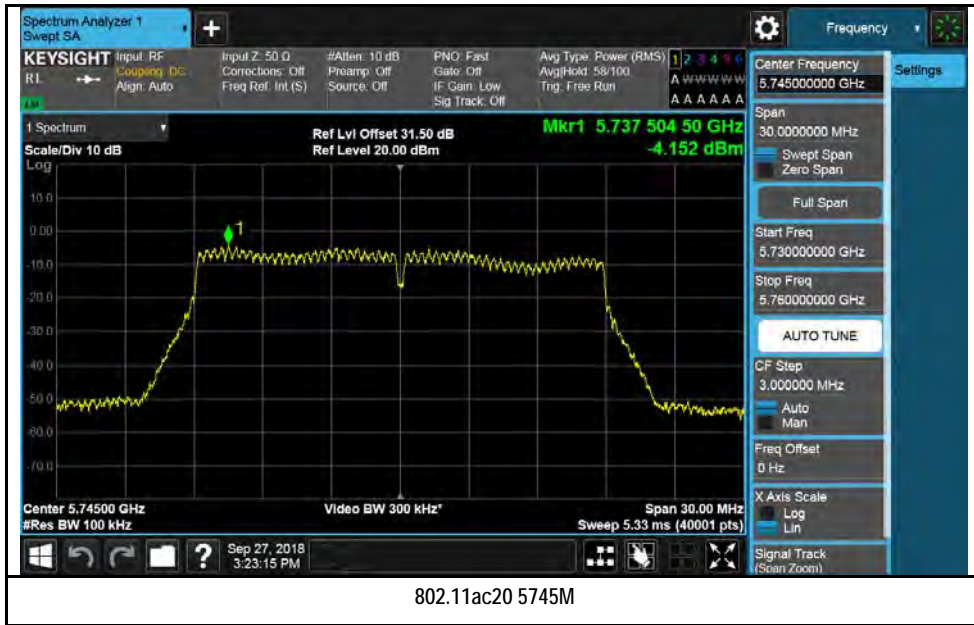 Spectrum Analyzer 1
Swept SA
Frequency
KEYSIGHT
RL
Input: RF
Coupling: DC
Align: Auto
Input Z: 50 Ω
Corrections: Off
Freq Ref: Int (S)
#Atten: 10 dB
Preamp: Off
Source: Off
PNO: Fast
Gate: Off
IF Gain: Low
Sig Track: Off
Avg Type: Power (RMS)
Avg|Hold: 58/100
Trig: Free Run
1 2 3 4 5 6
A W W W W W
A A A A A A
1 Spectrum
Scale/Div 10 dB
Log
Ref Lvl Offset 31.50 dB
Ref Level 20.00 dBm
Mkr1 5.737 504 50 GHz
-4.152 dBm
10.0
0.00
1
-10.0
-20.0
-30.0
-40.0
-50.0
-60.0
-70.0
Center 5.74500 GHz
#Res BW 100 kHz
Video BW 300 kHz*
Span 30.00 MHz
Sweep 5.33 ms (40001 pts)
?
Sep 27, 2018
3:23:15 PM
Center Frequency
5.745000000 GHz
Settings
Span
30.0000000 MHz
Swept Span
Zero Span
Full Span
Start Freq
5.730000000 GHz
Stop Freq
5.760000000 GHz
AUTO TUNE
CF Step
3.000000 MHz
Auto
Man
Freq Offset
0 Hz
X Axis Scale
Log
Lin
Signal Track
(Span Zoom)
802.11ac20 5745M